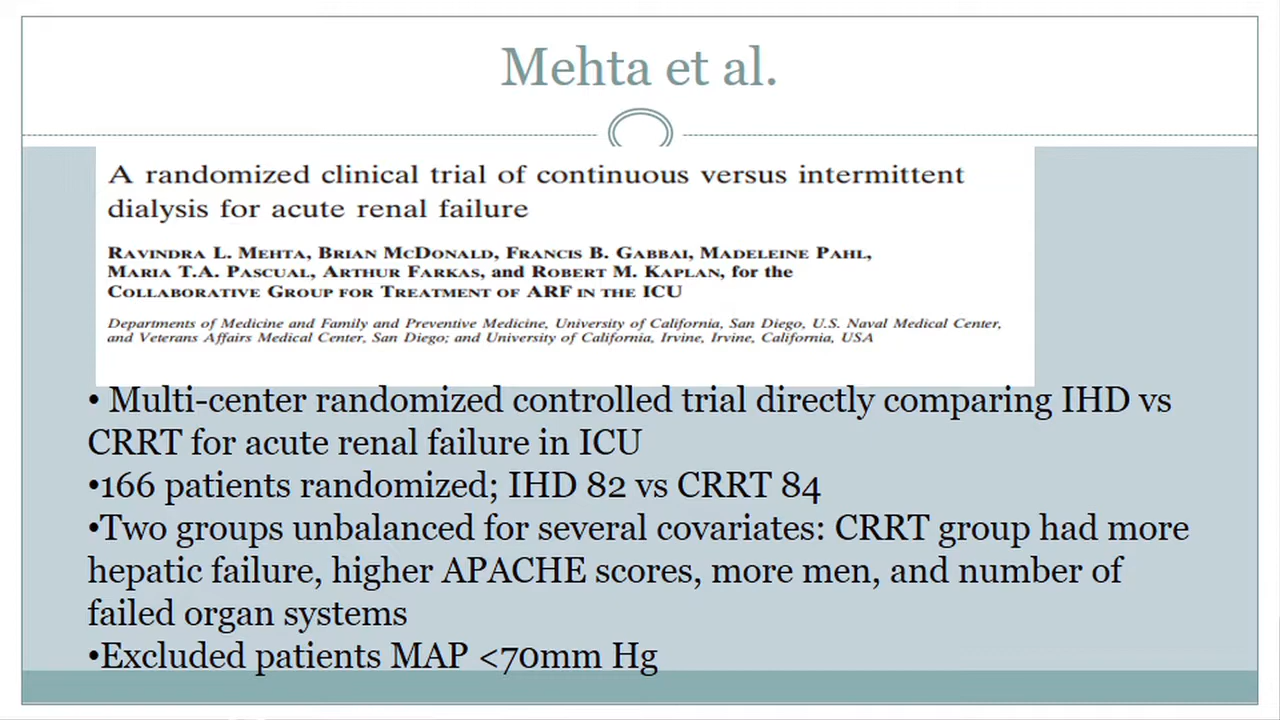 Mehta et al.
A randomized clinical trial of continuous versus intermittent
dialysis for acute renal failure
RAVINDRA L. MEHTA, BRIAN MCDONALD, FRANCIS B. GABBAI, MADELEINE PAHL,
MARIA T.A. PASCUAL, ARTHUR FARKAS, and ROBERT M. KAPLAN, for the
COLLABORATIVE GROUP FOR TREATMENT OF ARF IN THE ICU
Departments of Medicine and Family and Preventive Medicine, University of California, San Diego, U.S. Naval Medical Center,
and Veterans Affairs Medical Center, San Diego; and University of California, Irvine, Irvine, California, USA
• Multi-center randomized controlled trial directly comparing IHD vs
CRRT for acute renal failure in ICU
•166 patients randomized; IHD 82 vs CRRT 84
•Two groups unbalanced for several covariates: CRRT group had more
hepatic failure, higher APACHE scores, more men, and number of
failed organ systems
•Excluded patients MAP <70mm Hg